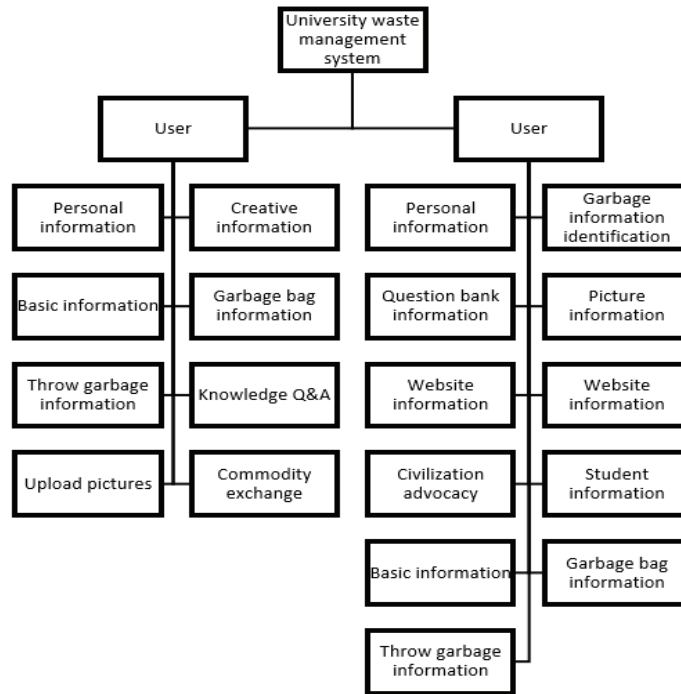 University waste
management
system
User
User
Personal
information
Creative
information
Personal
information
Garbage
information
identification
Basic information
Garbage bag
information
Question bank
information
Picture
information
Throw garbage
information
Knowledge Q&A
Website
information
Website
information
Upload pictures
Commodity
exchange
Civilization
advocacy
Student
information
Basic information
Garbage bag
information
Throw garbage
information